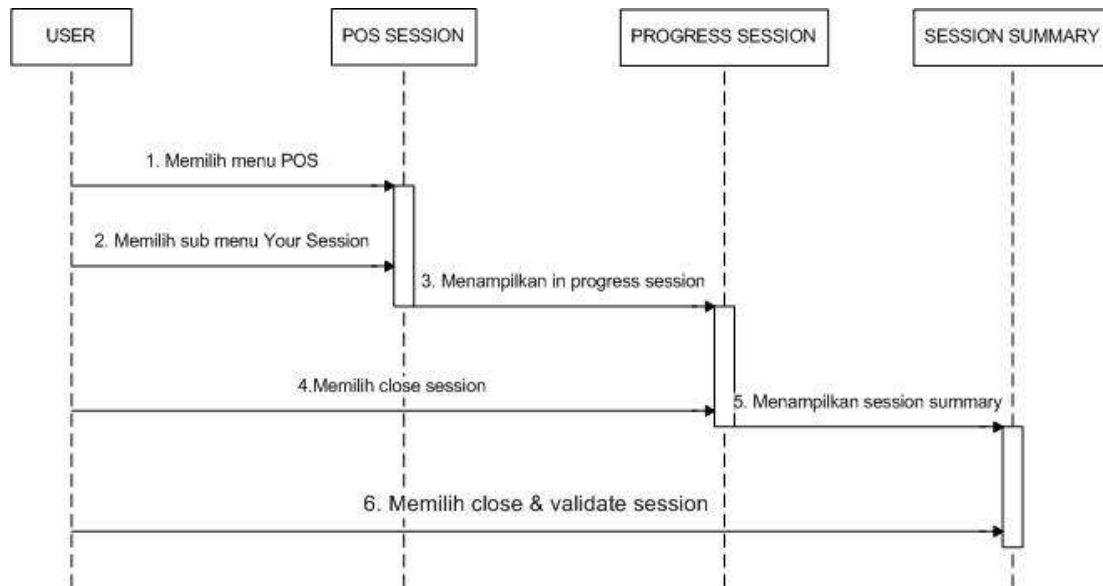 USER
POS SESSION
PROGRESS SESSION
SESSION SUMMARY
1. Memilih menu POS
2. Memilih sub menu Your Session
3. Menampilkan in progress session
4.Memilih close session
5. Menampilkan session summary
6. Memilih close & validate session